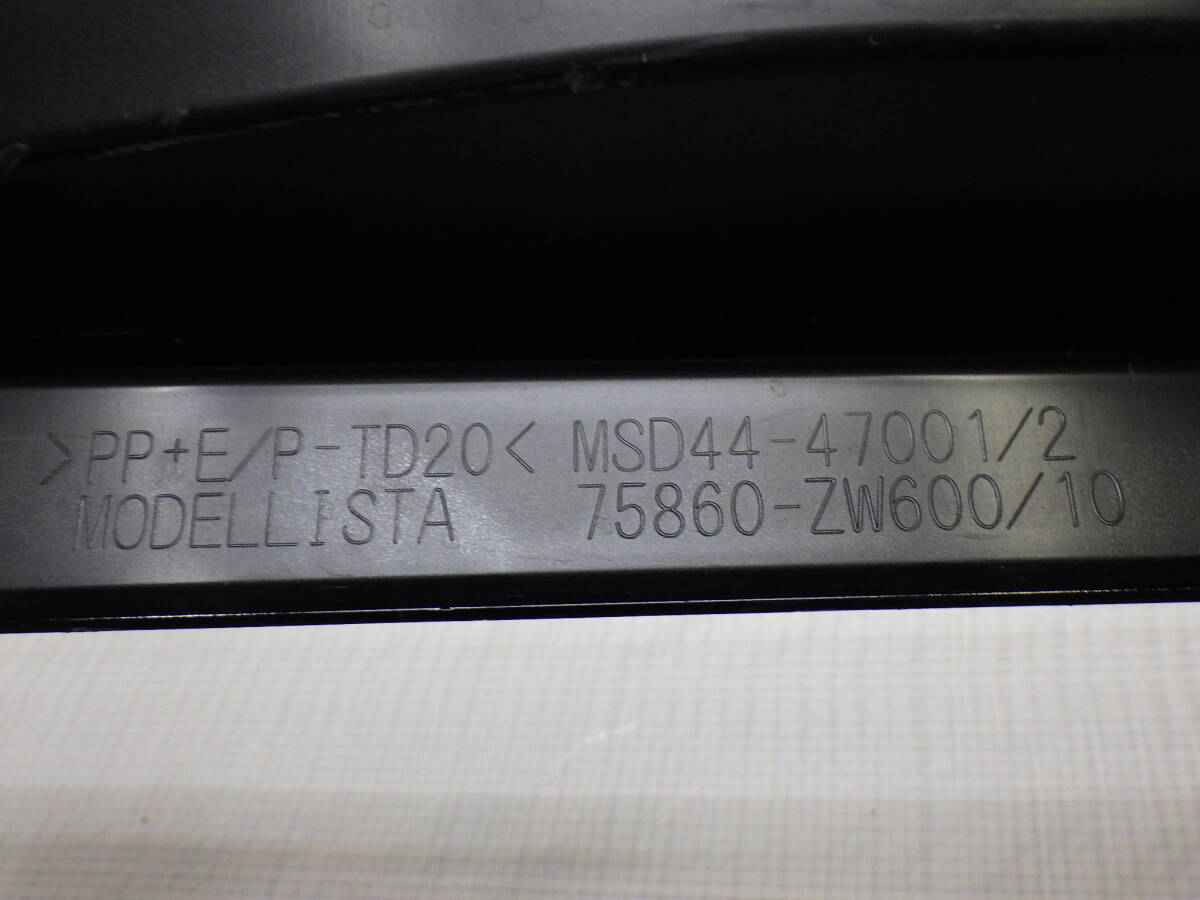 >PP+E/P-TD20< MSD44-47001/2
MODELLISTA 75860-ZW600/10